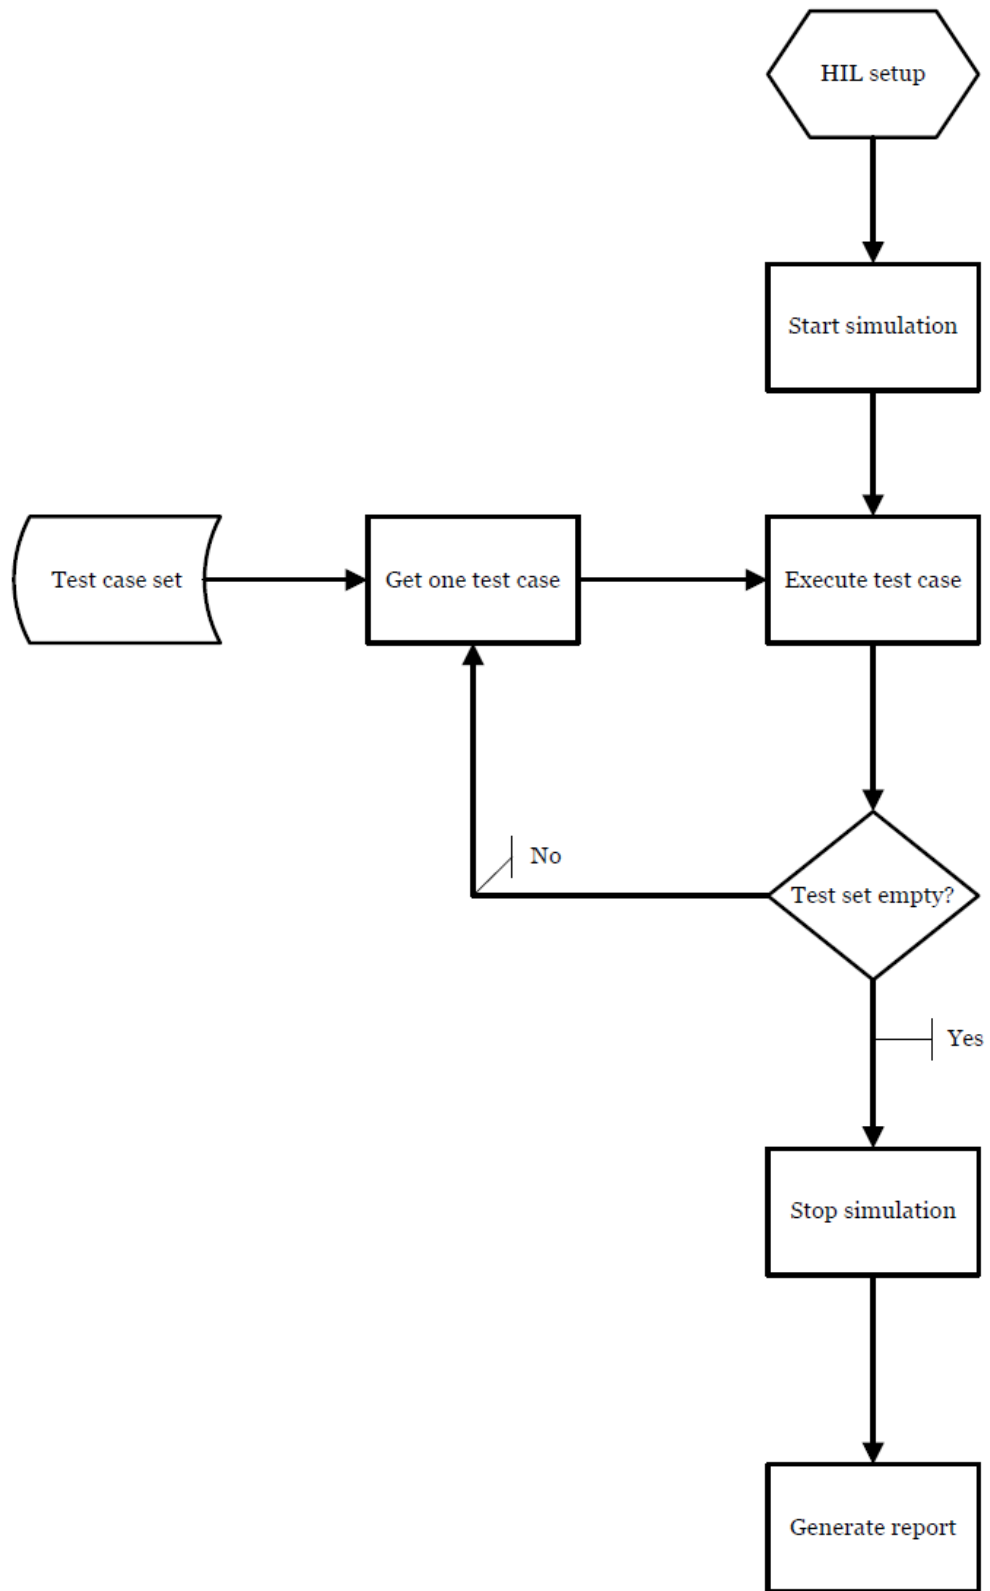 HIL setup
Start simulation
Test case set
Get one test case
Execute test case
No
Test set empty?
Yes
Stop simulation
Generate report